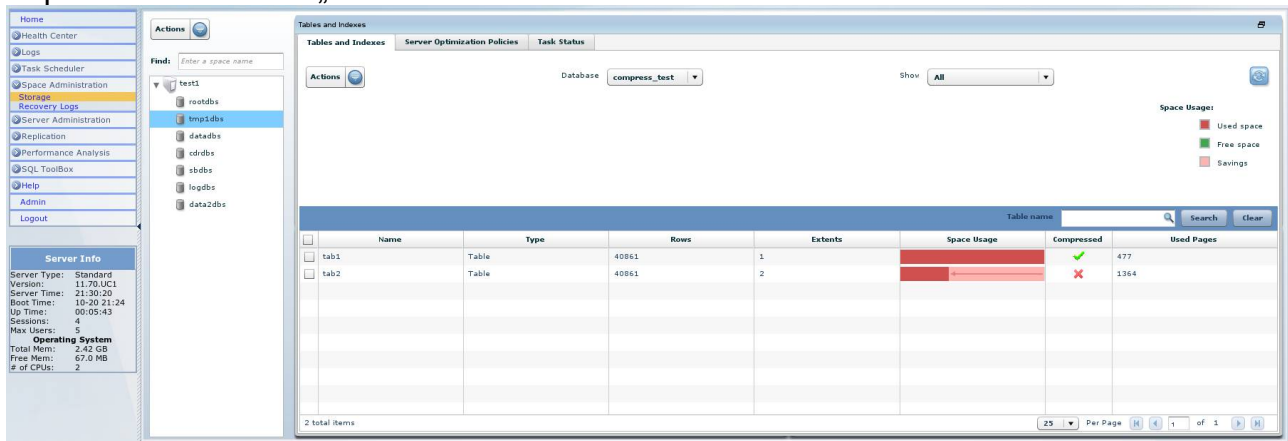 Home
Health Center
Logs
Task Scheduler
Space Administration
Storage
Recovery Logs
Server Administration
Replication
Performance Analysis
SQL ToolBox
Help
Admin
Logout
Server Info
Server Type: Standard
Version: 11.70.UC1
Server Time: 21:30:20
Boot Time: 10-20 21:24
Up Time: 00:05:43
Sessions: 4
Max Users: 5
Operating System
Total Mem: 2.42 GB
Free Mem: 67.0 MB
# of CPUs: 2
Actions
Find: Enter a space name
test1
rootdbs
tmp1dbs
datadbs
cdrdbs
sbdbs
logdbs
data2dbs
Tables and Indexes
Tables and Indexes Server Optimization Policies Task Status
Actions Database compress_test Show All
Space Usage:
Used space
Free space
Savings
Table name Search Clear
Name Type Rows Extents Space Usage Compressed Used Pages
tab1 Table 40861 1 477
tab2 Table 40861 2 1364
2 total items 25 Per Page 1 of 1